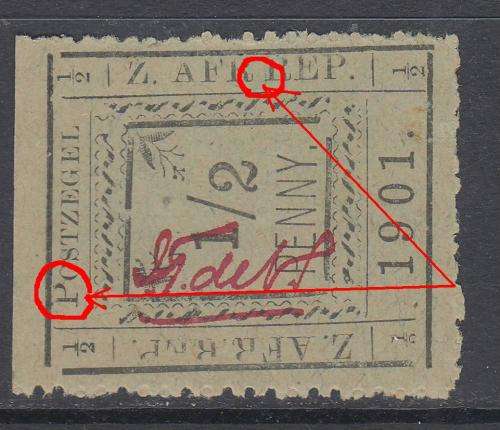 ½ Z. AFR. REP. ½
POSTZEGEL
1/2
PENNY.
1901.
½ Z. AFR. REP. ½